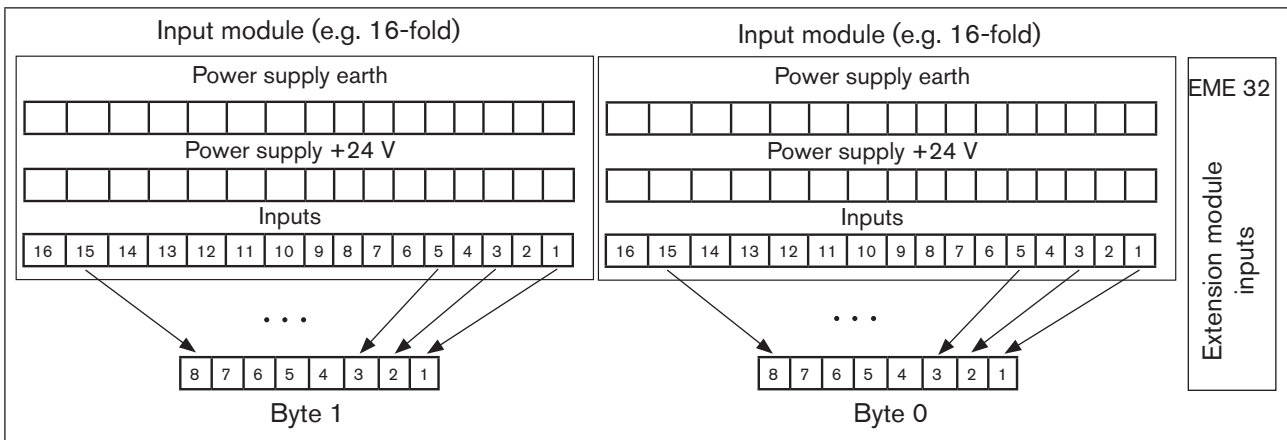 Input module (e.g. 16-fold)
Power supply earth
Power supply +24 V
Inputs
16 15 14 13 12 11 10 9 8 7 6 5 4 3 2 1
...
8 7 6 5 4 3 2 1
Byte 1
Input module (e.g. 16-fold)
Power supply earth
Power supply +24 V
Inputs
16 15 14 13 12 11 10 9 8 7 6 5 4 3 2 1
...
8 7 6 5 4 3 2 1
Byte 0
EME 32
Extension module
inputs